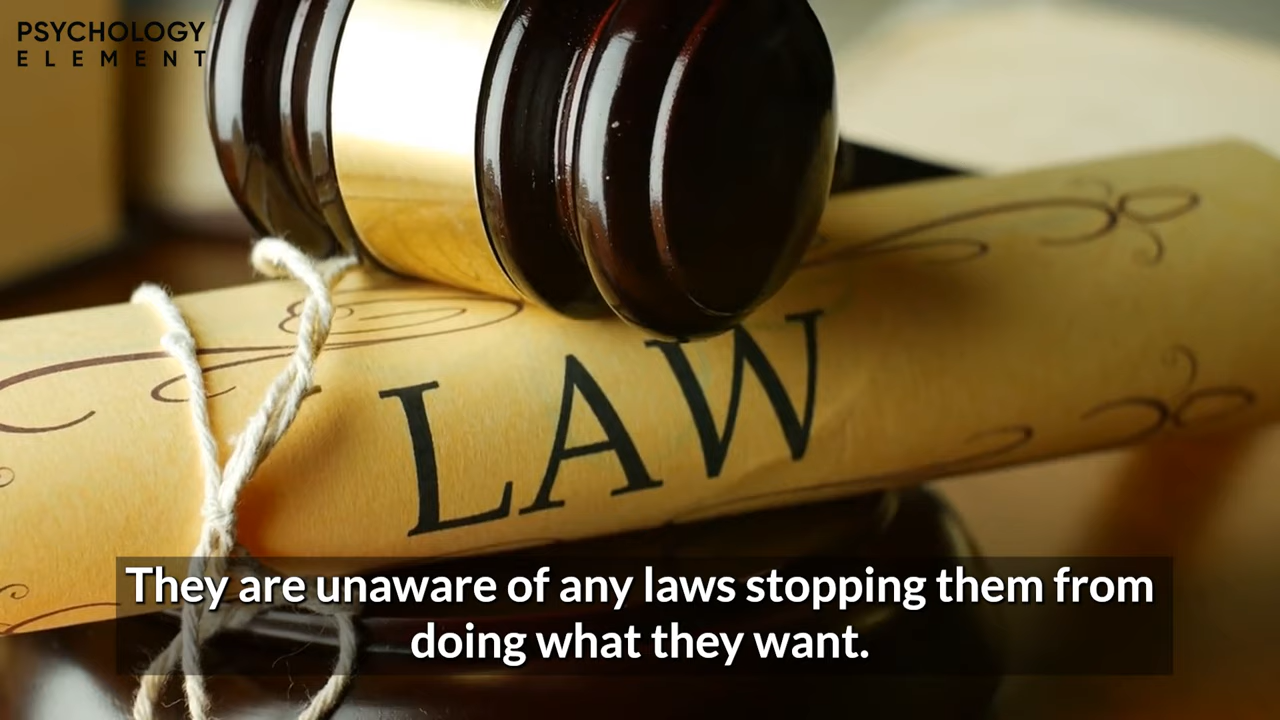 PSYCHOLOGY
ELEMENT
LAW
They are unaware of any laws stopping them from
doing what they want.